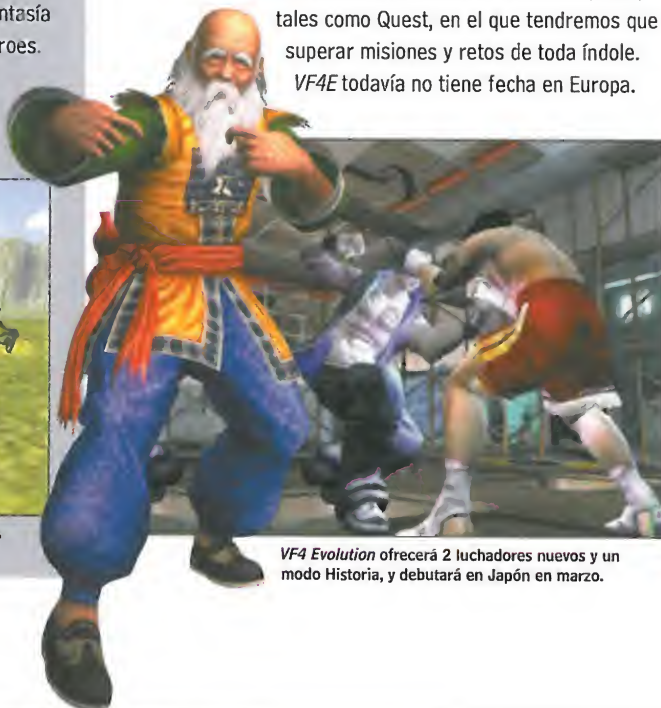 ntasía
roes.
tales como Quest, en el que tendremos que
superar misiones y retos de toda índole.
VF4E todavía no tiene fecha en Europa.
VF4 Evolution ofrecerá 2 luchadores nuevos y un
modo Historia, y debutará en Japón en marzo.